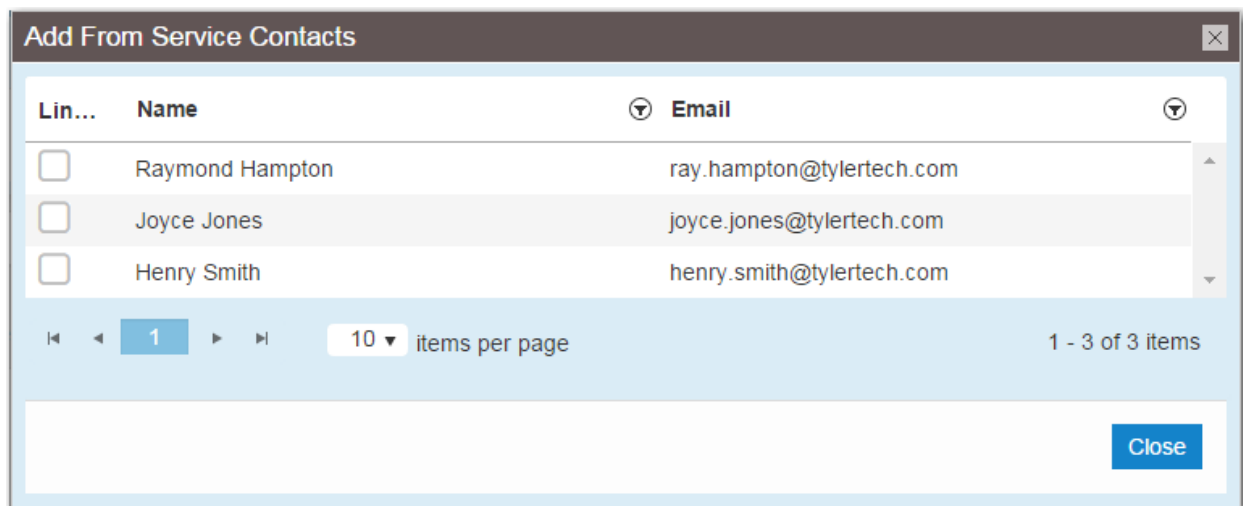 Add From Service Contacts
Lin... Name Email
Raymond Hampton ray.hampton@tylertech.com
Joyce Jones joyce.jones@tylertech.com
Henry Smith henry.smith@tylertech.com
1 10 items per page 1 - 3 of 3 items
Close